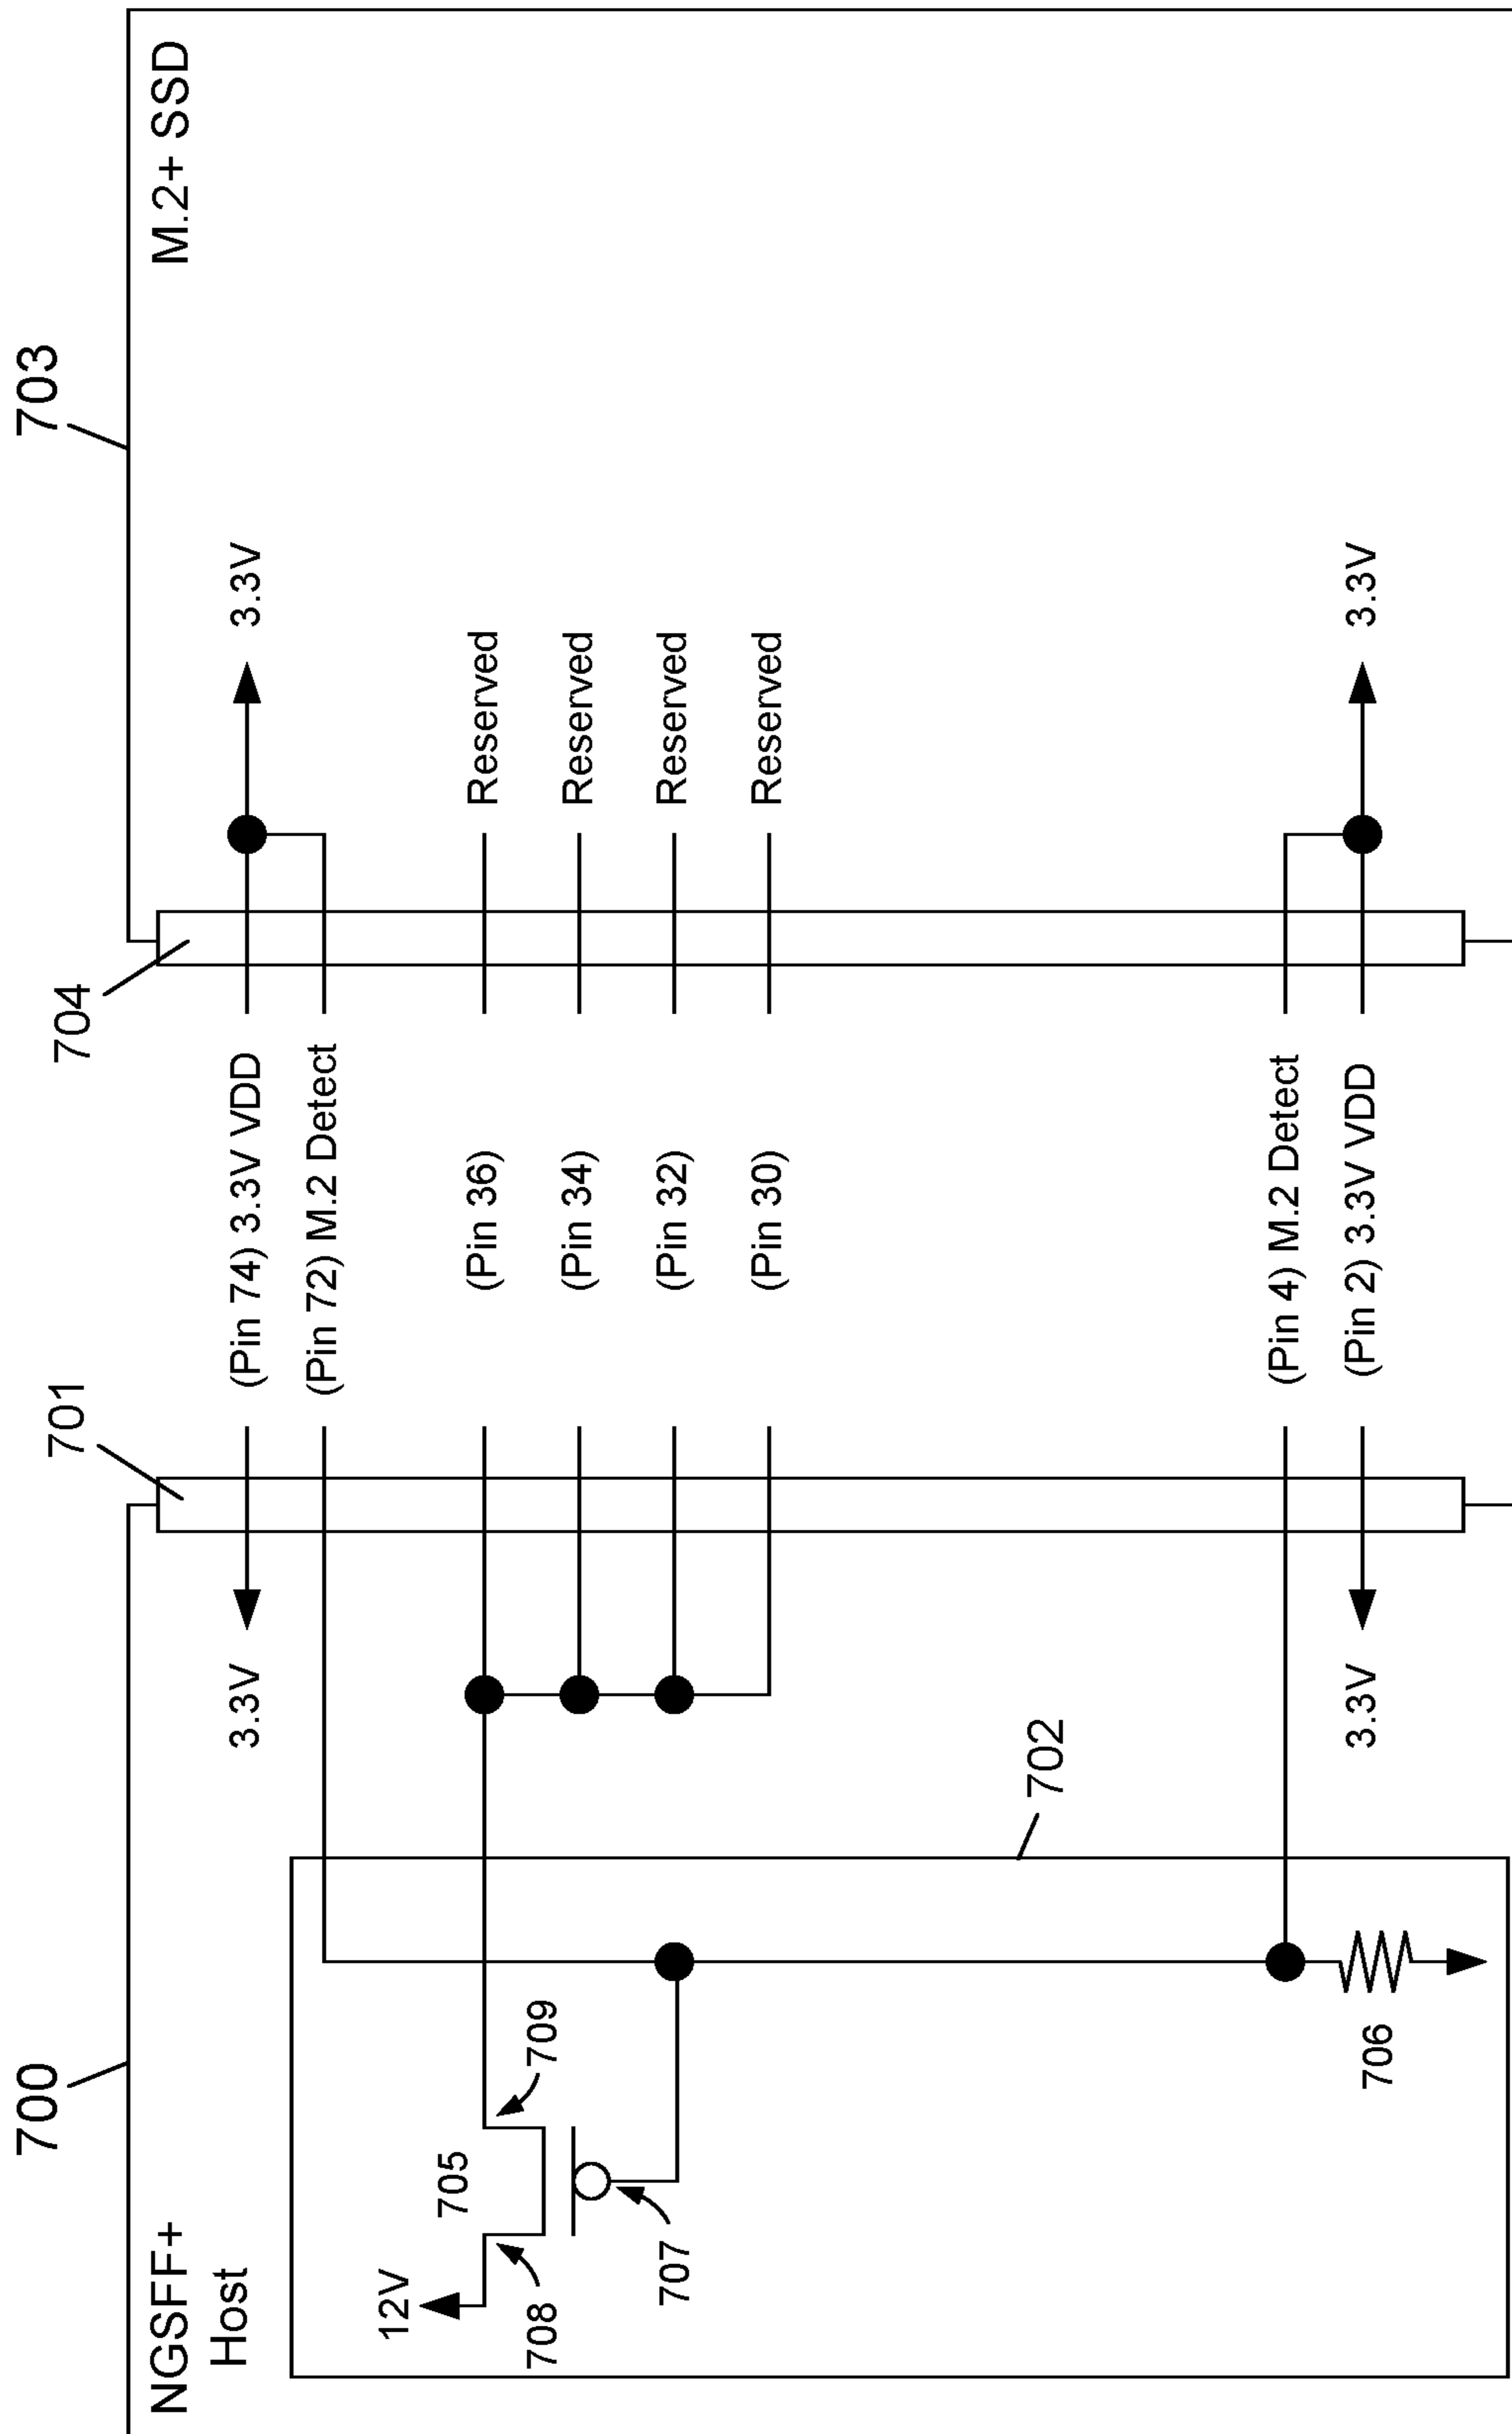 700
NGSFF+
Host
701
704
703
M.2+ SSD
3.3V
(Pin 74) 3.3V VDD
3.3V
(Pin 72) M.2 Detect
12V
705
708
709
707
(Pin 36)
Reserved
(Pin 34)
Reserved
(Pin 32)
Reserved
(Pin 30)
Reserved
702
(Pin 4) M.2 Detect
706
3.3V
(Pin 2) 3.3V VDD
3.3V